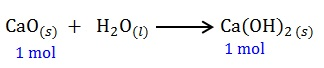 CaO(s) + H₂O(l) ⟶ Ca(OH)₂ (s)
1 mol 1 mol